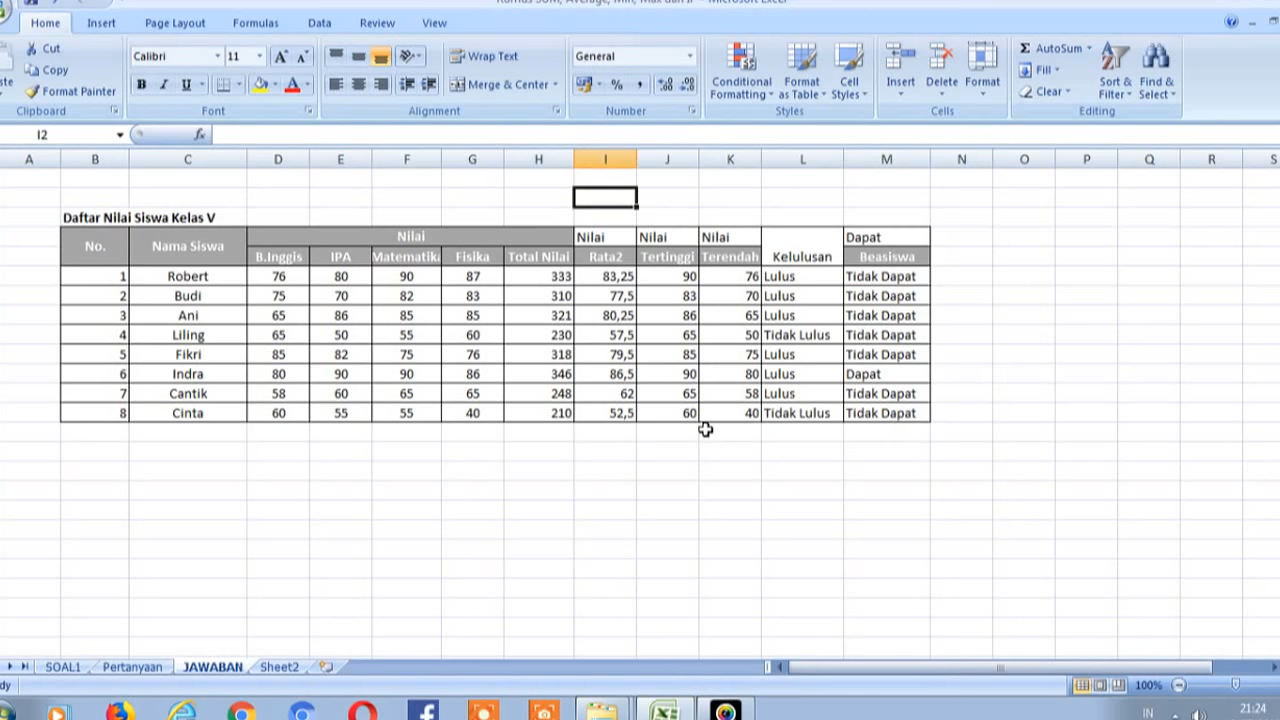 Home Insert Page Layout Formulas Data Review View
Cut
Copy
Format Painter
Clipboard
Calibri 11
B I U
Font
Wrap Text
Merge & Center
Alignment
General
Number
Conditional Formatting
Format as Table
Cell Styles
Styles
Insert Delete Format
Cells
AutoSum
Fill
Clear
Sort & Filter
Find & Select
Editing
I2
A B C D E F G H I J K L M N O P Q R S
Daftar Nilai Siswa Kelas V
No. Nama Siswa Nilai Nilai Nilai Nilai Kelulusan Dapat
B.Inggis IPA Matematika Fisika Total Nilai Rata2 Tertinggi Terendah Beasiswa
1 Robert 76 80 90 87 333 83,25 90 76 Lulus Tidak Dapat
2 Budi 75 70 82 83 310 77,5 83 70 Lulus Tidak Dapat
3 Ani 65 86 85 85 321 80,25 86 65 Lulus Tidak Dapat
4 Liling 65 50 55 60 230 57,5 65 50 Tidak Lulus Tidak Dapat
5 Fikri 85 82 75 76 318 79,5 85 75 Lulus Tidak Dapat
6 Indra 80 90 90 86 346 86,5 90 80 Lulus Dapat
7 Cantik 58 60 65 65 248 62 65 58 Lulus Tidak Dapat
8 Cinta 60 55 55 40 210 52,5 60 40 Tidak Lulus Tidak Dapat
SOAL1 Pertanyaan JAWABAN Sheet2
100%
IN 21:24